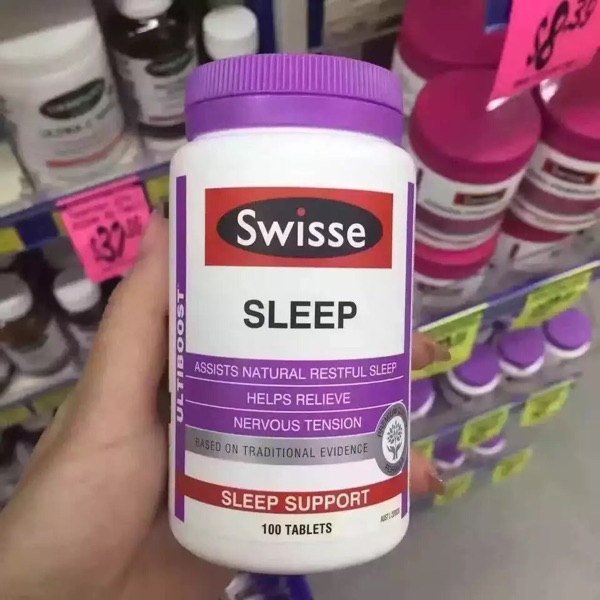 Swisse
SLEEP
ULTIBOOST
ASSISTS NATURAL RESTFUL SLEEP
HELPS RELIEVE
NERVOUS TENSION
BASED ON TRADITIONAL EVIDENCE
SLEEP SUPPORT
100 TABLETS